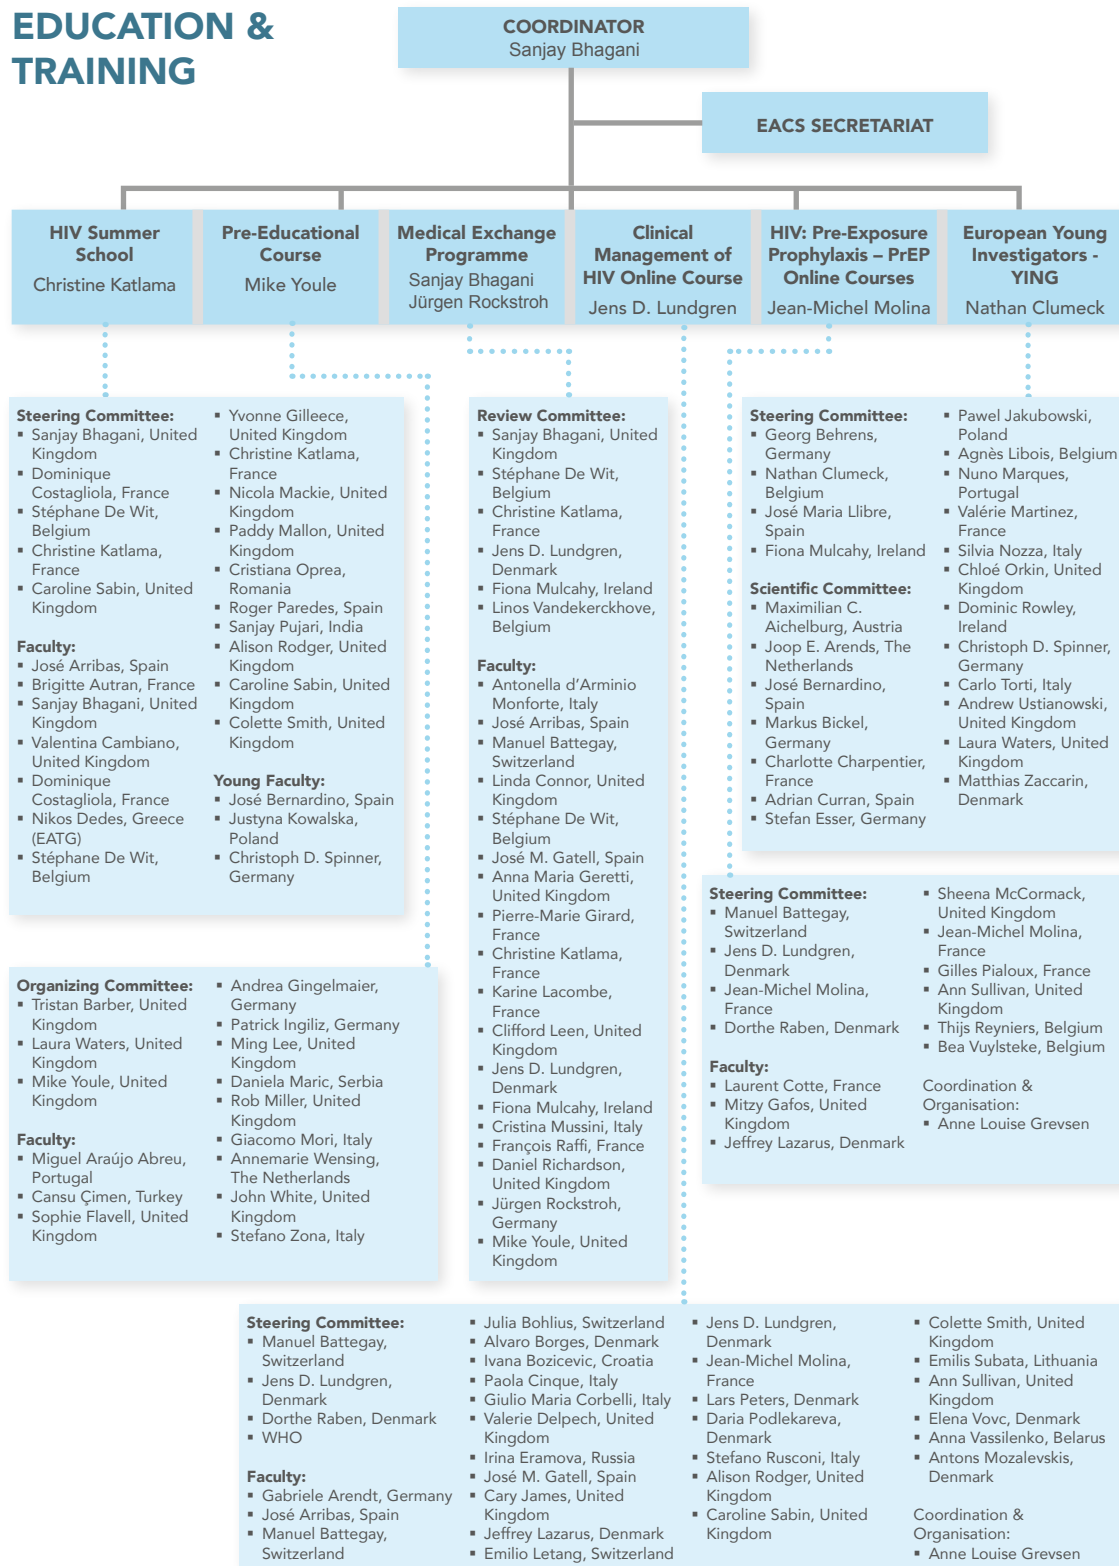 EDUCATION &
TRAINING
COORDINATOR
Sanjay Bhagani
EACS SECRETARIAT
HIV Summer
School
Christine Katlama
Pre-Educational
Course
Mike Youle
Medical Exchange
Programme
Sanjay Bhagani
Jürgen Rockstroh
Clinical
Management of
HIV Online Course
Jens D. Lundgren
HIV: Pre-Exposure
Prophylaxis – PrEP
Online Courses
Jean-Michel Molina
European Young
Investigators -
YING
Nathan Clumeck
Steering Committee:
▪ Sanjay Bhagani, United
Kingdom
▪ Dominique
Costagliola, France
▪ Stéphane De Wit,
Belgium
▪ Christine Katlama,
France
▪ Caroline Sabin, United
Kingdom
Faculty:
▪ José Arribas, Spain
▪ Brigitte Autran, France
▪ Sanjay Bhagani, United
Kingdom
▪ Valentina Cambiano,
United Kingdom
▪ Dominique
Costagliola, France
▪ Nikos Dedes, Greece
(EATG)
▪ Stéphane De Wit,
Belgium
▪ Yvonne Gilleece,
United Kingdom
▪ Christine Katlama,
France
▪ Nicola Mackie, United
Kingdom
▪ Paddy Mallon, United
Kingdom
▪ Cristiana Oprea,
Romania
▪ Roger Paredes, Spain
▪ Sanjay Pujari, India
▪ Alison Rodger, United
Kingdom
▪ Caroline Sabin, United
Kingdom
▪ Colette Smith, United
Kingdom
Young Faculty:
▪ José Bernardino, Spain
▪ Justyna Kowalska,
Poland
▪ Christoph D. Spinner,
Germany
Review Committee:
▪ Sanjay Bhagani, United
Kingdom
▪ Stéphane De Wit,
Belgium
▪ Christine Katlama,
France
▪ Jens D. Lundgren,
Denmark
▪ Fiona Mulcahy, Ireland
▪ Linos Vandekerckhove,
Belgium
Faculty:
▪ Antonella d’Arminio
Monforte, Italy
▪ José Arribas, Spain
▪ Manuel Battegay,
Switzerland
▪ Linda Connor, United
Kingdom
▪ Stéphane De Wit,
Belgium
▪ José M. Gatell, Spain
▪ Anna Maria Geretti,
United Kingdom
▪ Pierre-Marie Girard,
France
▪ Christine Katlama,
France
▪ Karine Lacombe,
France
▪ Clifford Leen, United
Kingdom
▪ Jens D. Lundgren,
Denmark
▪ Fiona Mulcahy, Ireland
▪ Cristina Mussini, Italy
▪ François Raffi, France
▪ Daniel Richardson,
United Kingdom
▪ Jürgen Rockstroh,
Germany
▪ Mike Youle, United
Kingdom
Steering Committee:
▪ Georg Behrens,
Germany
▪ Nathan Clumeck,
Belgium
▪ José Maria Llibre,
Spain
▪ Fiona Mulcahy, Ireland
Scientific Committee:
▪ Maximilian C.
Aichelburg, Austria
▪ Joop E. Arends, The
Netherlands
▪ José Bernardino,
Spain
▪ Markus Bickel,
Germany
▪ Charlotte Charpentier,
France
▪ Adrian Curran, Spain
▪ Stefan Esser, Germany
▪ Pawel Jakubowski,
Poland
▪ Agnès Libois, Belgium
▪ Nuno Marques,
Portugal
▪ Valérie Martinez,
France
▪ Silvia Nozza, Italy
▪ Chloé Orkin, United
Kingdom
▪ Dominic Rowley,
Ireland
▪ Christoph D. Spinner,
Germany
▪ Carlo Torti, Italy
▪ Andrew Ustianowski,
United Kingdom
▪ Laura Waters, United
Kingdom
▪ Matthias Zaccarin,
Denmark
Steering Committee:
▪ Manuel Battegay,
Switzerland
▪ Jens D. Lundgren,
Denmark
▪ Jean-Michel Molina,
France
▪ Dorthe Raben, Denmark
Faculty:
▪ Laurent Cotte, France
▪ Mitzy Gafos, United
Kingdom
▪ Jeffrey Lazarus, Denmark
▪ Sheena McCormack,
United Kingdom
▪ Jean-Michel Molina,
France
▪ Gilles Pialoux, France
▪ Ann Sullivan, United
Kingdom
▪ Thijs Reyniers, Belgium
▪ Bea Vuylsteke, Belgium
Coordination &
Organisation:
▪ Anne Louise Grevsen
Organizing Committee:
▪ Tristan Barber, United
Kingdom
▪ Laura Waters, United
Kingdom
▪ Mike Youle, United
Kingdom
Faculty:
▪ Miguel Araújo Abreu,
Portugal
▪ Cansu Çimen, Turkey
▪ Sophie Flavell, United
Kingdom
▪ Andrea Gingelmaier,
Germany
▪ Patrick Ingiliz, Germany
▪ Ming Lee, United
Kingdom
▪ Daniela Maric, Serbia
▪ Rob Miller, United
Kingdom
▪ Giacomo Mori, Italy
▪ Annemarie Wensing,
The Netherlands
▪ John White, United
Kingdom
▪ Stefano Zona, Italy
Steering Committee:
▪ Manuel Battegay,
Switzerland
▪ Jens D. Lundgren,
Denmark
▪ Dorthe Raben, Denmark
▪ WHO
Faculty:
▪ Gabriele Arendt, Germany
▪ José Arribas, Spain
▪ Manuel Battegay,
Switzerland
▪ Julia Bohlius, Switzerland
▪ Alvaro Borges, Denmark
▪ Ivana Bozicevic, Croatia
▪ Paola Cinque, Italy
▪ Giulio Maria Corbelli, Italy
▪ Valerie Delpech, United
Kingdom
▪ Irina Eramova, Russia
▪ José M. Gatell, Spain
▪ Cary James, United
Kingdom
▪ Jeffrey Lazarus, Denmark
▪ Emilio Letang, Switzerland
▪ Jens D. Lundgren,
Denmark
▪ Jean-Michel Molina,
France
▪ Lars Peters, Denmark
▪ Daria Podlekareva,
Denmark
▪ Stefano Rusconi, Italy
▪ Alison Rodger, United
Kingdom
▪ Caroline Sabin, United
Kingdom
▪ Colette Smith, United
Kingdom
▪ Emilis Subata, Lithuania
▪ Ann Sullivan, United
Kingdom
▪ Elena Vovc, Denmark
▪ Anna Vassilenko, Belarus
▪ Antons Mozalevskis,
Denmark
Coordination &
Organisation:
▪ Anne Louise Grevsen